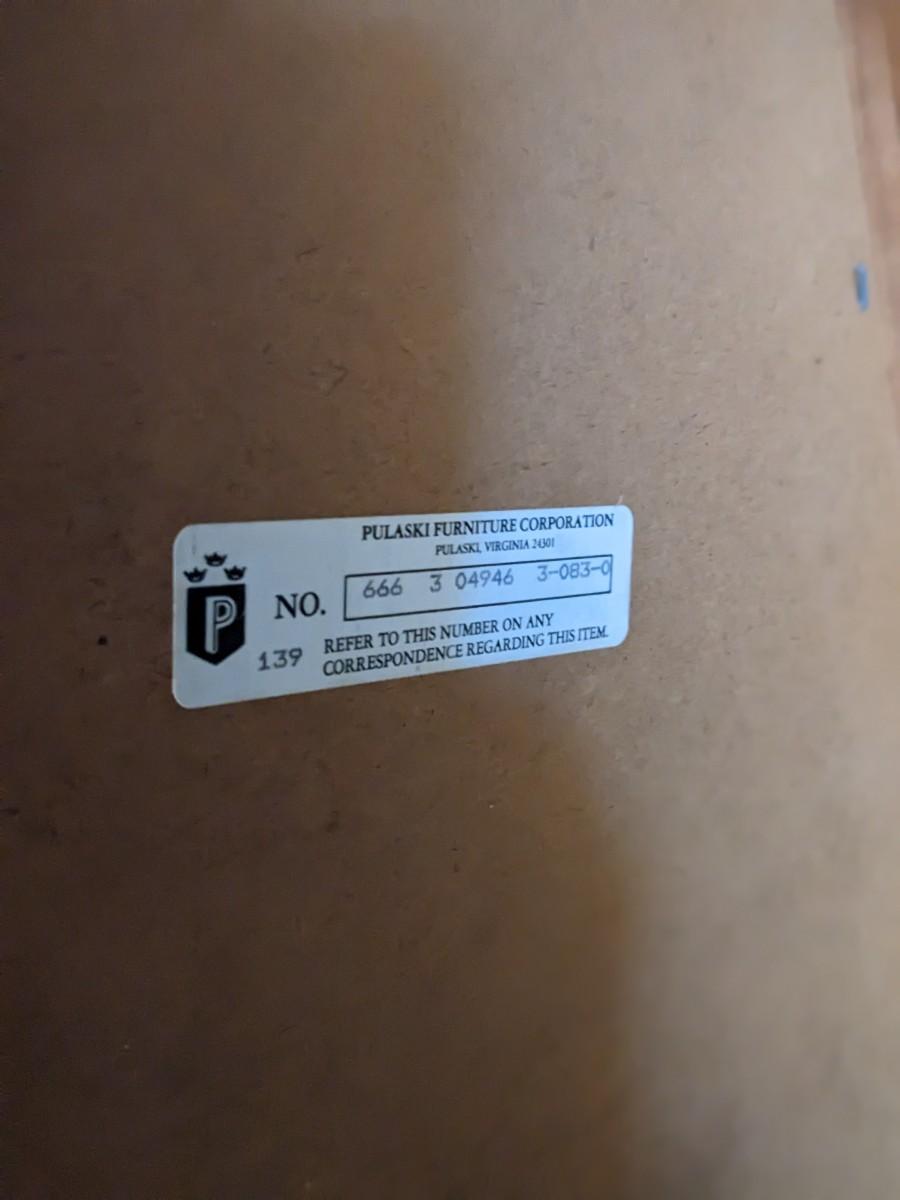 PULASKI FURNITURE CORPORATION
PULASKI, VIRGINIA 24301
P
NO. 666 3 04946 3-083-0
139
REFER TO THIS NUMBER ON ANY
CORRESPONDENCE REGARDING THIS ITEM.